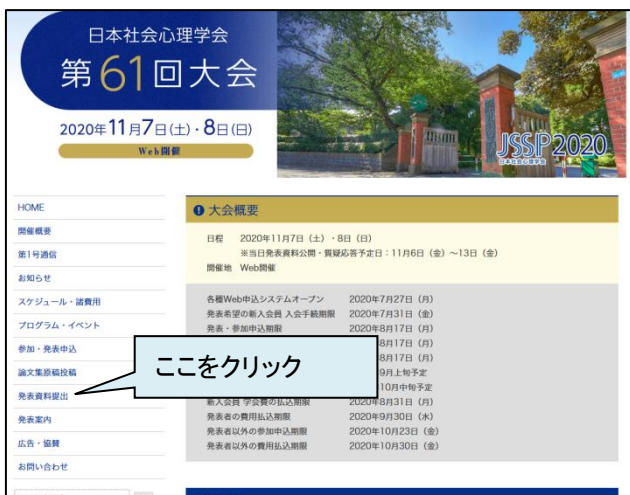 日本社会心理学会
第61回大会
2020年11月7日(土)・8日(日)
Web開催
JSSP2020
日本社会心理学会
HOME
開催概要
第1号通信
お知らせ
スケジュール・諸費用
プログラム・イベント
参加・発表申込
論文集原稿投稿
発表資料提出
発表案内
広告・協賛
お問い合わせ
大会概要
日程 2020年11月7日（土）・8日（日）
※当日発表資料公開・質疑応答予定日：11月6日（金）～13日（金）
開催地 Web開催
各種Web申込システムオープン 2020年7月27日（月）
発表希望の新入会員 入会手続期限 2020年7月31日（金）
発表・参加申込期限 2020年8月17日（月）
8月17日（月）
8月17日（月）
9月上旬予定
10月中旬予定
新入会員 学会費の払込期限 2020年8月31日（月）
発表者の費用払込期限 2020年9月30日（水）
発表者以外の参加申込期限 2020年10月23日（金）
発表者以外の費用払込期限 2020年10月30日（金）
ここをクリック